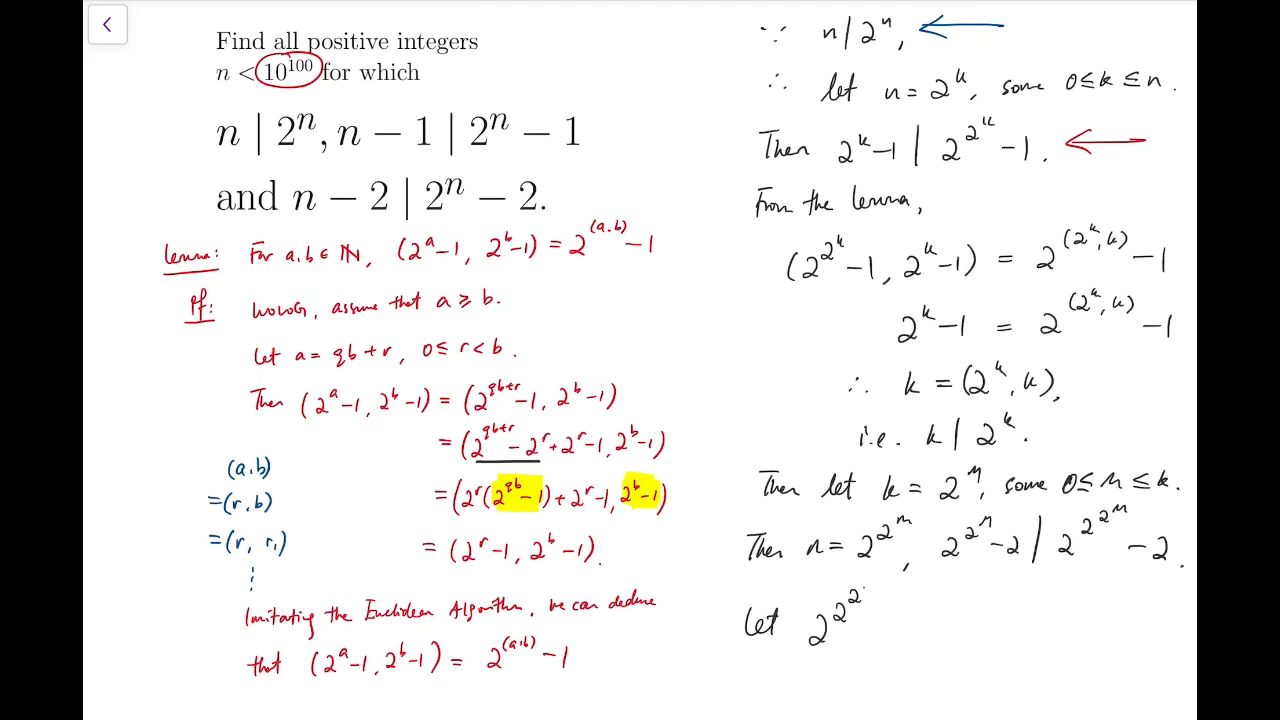 Find all positive integers
n < 10^100 for which
n | 2^n, n − 1 | 2^n − 1
and n − 2 | 2^n − 2.
Lemma: For a,b ∈ ℕ, (2^a−1, 2^b−1) = 2^(a,b) −1
Pf: WOLOG, assume that a ≥ b.
Let a = qb+r, 0 ≤ r < b.
Then (2^a−1, 2^b−1) = (2^{qb+r}−1, 2^b−1)
= (2^{qb+r} − 2^r + 2^r −1, 2^b−1)
= (2^r(2^{qb}−1) + 2^r−1, 2^b−1)
= (2^r−1, 2^b−1).
(a,b)
= (r,b)
= (r, r₁)
⋮
Imitating the Euclidean Algorithm, we can deduce
that (2^a−1, 2^b−1) = 2^(a,b) −1
∵ n | 2^n,
∴ let n = 2^k, some 0 ≤ k ≤ n.
Then 2^k−1 | 2^{2^k} −1.
From the lemma,
(2^{2^k} −1, 2^k −1) = 2^{(2^k, k)} −1
2^k −1 = 2^{(2^k, k)} −1
∴ k = (2^k, k),
i.e. k | 2^k.
Then let k = 2^m, some 0 ≤ m ≤ k.
Then n = 2^{2^m}, 2^{2^m} −2 | 2^{2^{2^m}} −2.
Let 2^{2^2}